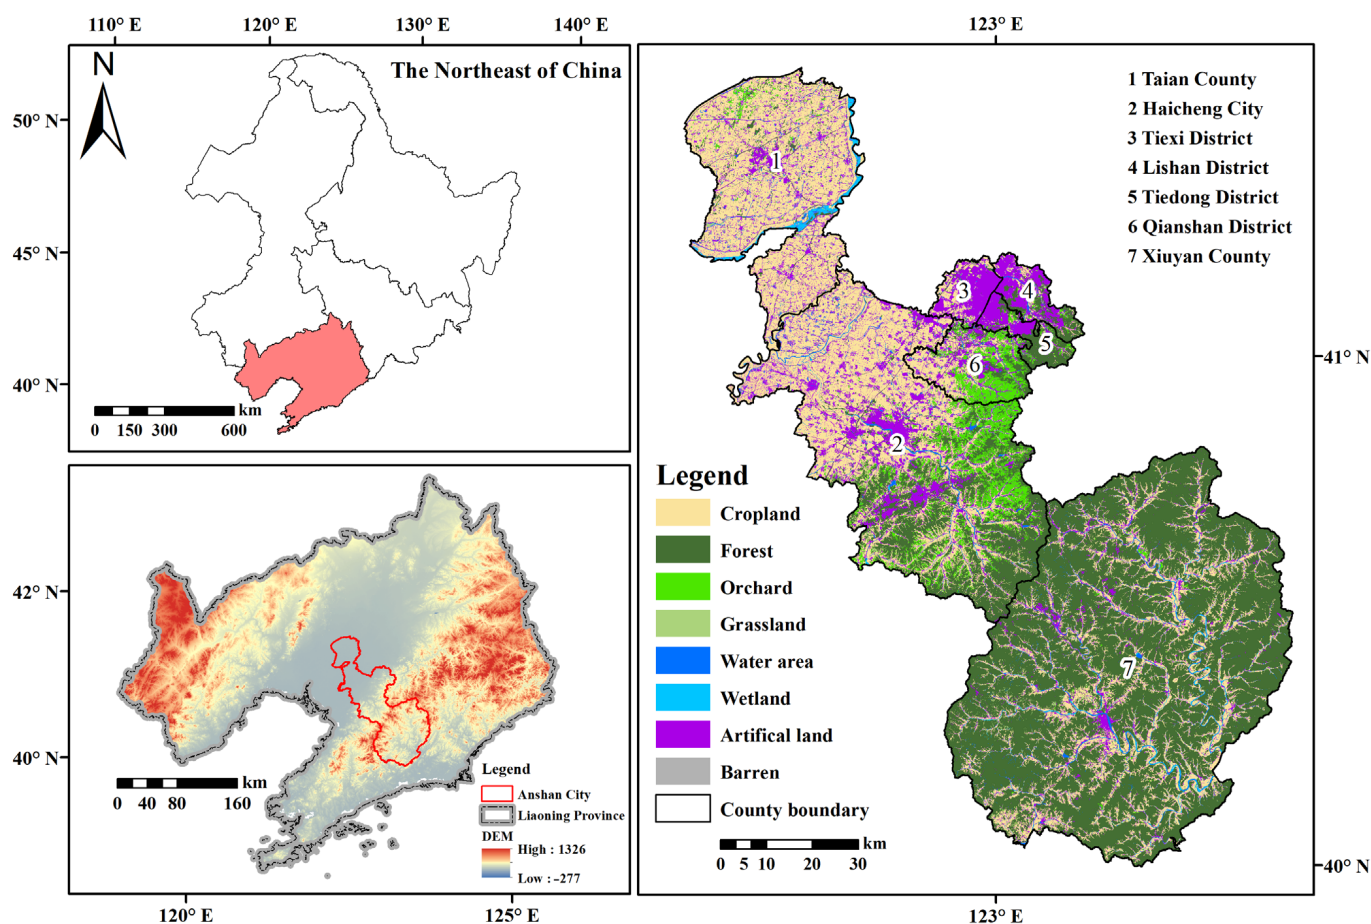 110° E
120° E
130° E
140° E
123° E
N
The Northeast of China
50° N
45° N
40° N
km
0 150 300 600
42° N
40° N
km
0 40 80 160
Legend
Anshan City
Liaoning Province
DEM
High : 1326
Low : -277
120° E
125° E
1 Taian County
2 Haicheng City
3 Tiexi District
4 Lishan District
5 Tiedong District
6 Qianshan District
7 Xiuyan County
1
3
4
5
6
2
7
41° N
40° N
Legend
Cropland
Forest
Orchard
Grassland
Water area
Wetland
Artifical land
Barren
County boundary
km
0 5 10 20 30
123° E